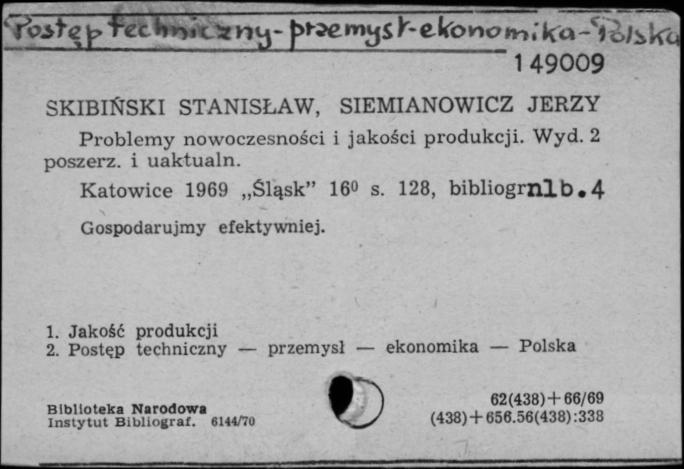 Postęp techniczny-przemysł-ekonomika-Polska
149009
SKIBIŃSKI STANISŁAW, SIEMIANOWICZ JERZY
Problemy nowoczesności i jakości produkcji. Wyd. 2
poszerz. i uaktualn.
Katowice 1969 „Śląsk” 16⁰ s. 128, bibliogrnlb.4
Gospodarujmy efektywniej.
1. Jakość produkcji
2. Postęp techniczny — przemysł — ekonomika — Polska
62(438)+66/69
Biblioteka Narodowa
(438)+656.56(438):338
Instytut Bibliograf. 6144/70